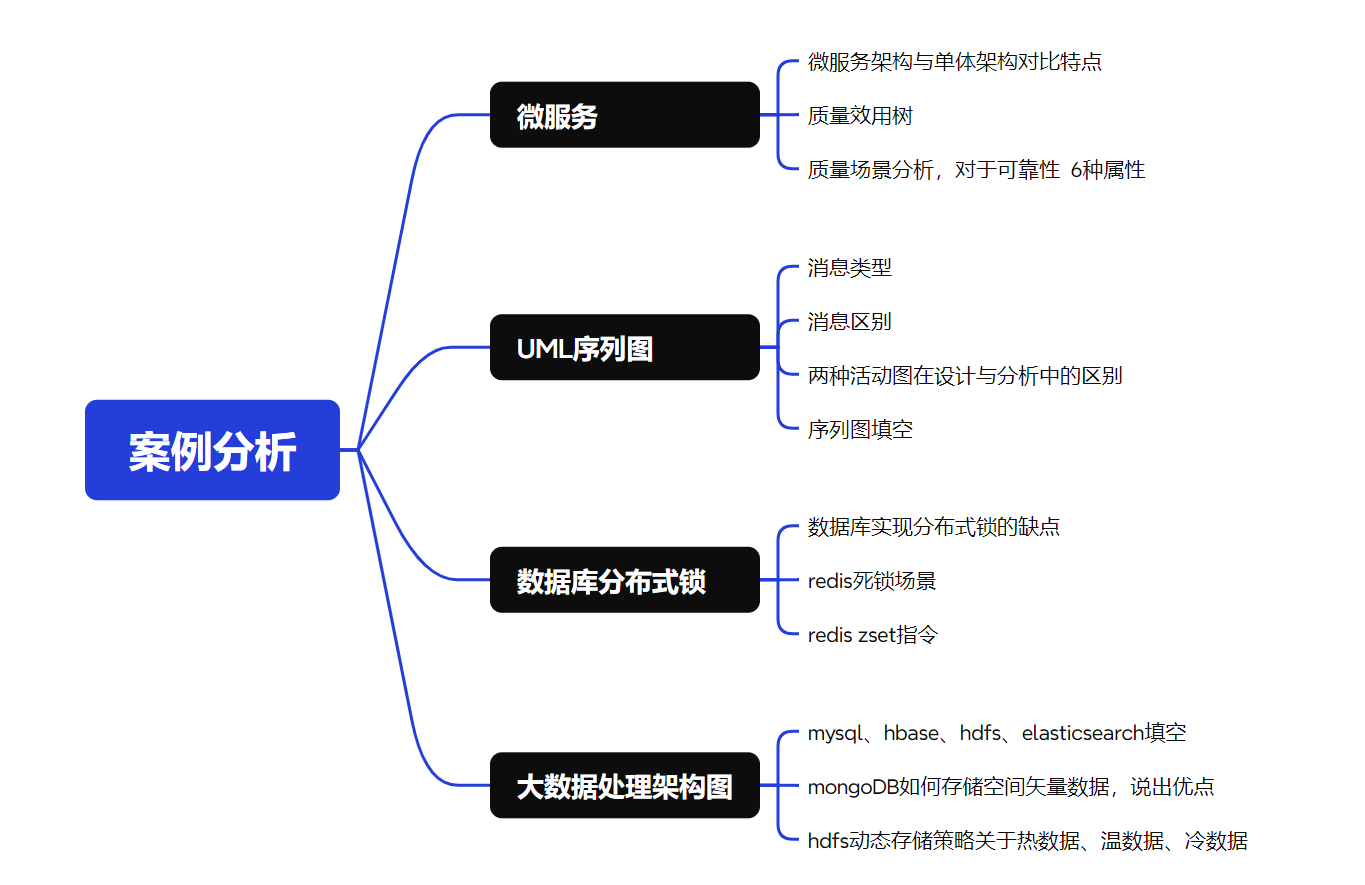 案例分析
微服务
微服务架构与单体架构对比特点
质量效用树
质量场景分析，对于可靠性 6种属性
UML序列图
消息类型
消息区别
两种活动图在设计与分析中的区别
序列图填空
数据库分布式锁
数据库实现分布式锁的缺点
redis死锁场景
redis zset指令
大数据处理架构图
mysql、hbase、hdfs、elasticsearch填空
mongoDB如何存储空间矢量数据，说出优点
hdfs动态存储策略关于热数据、温数据、冷数据